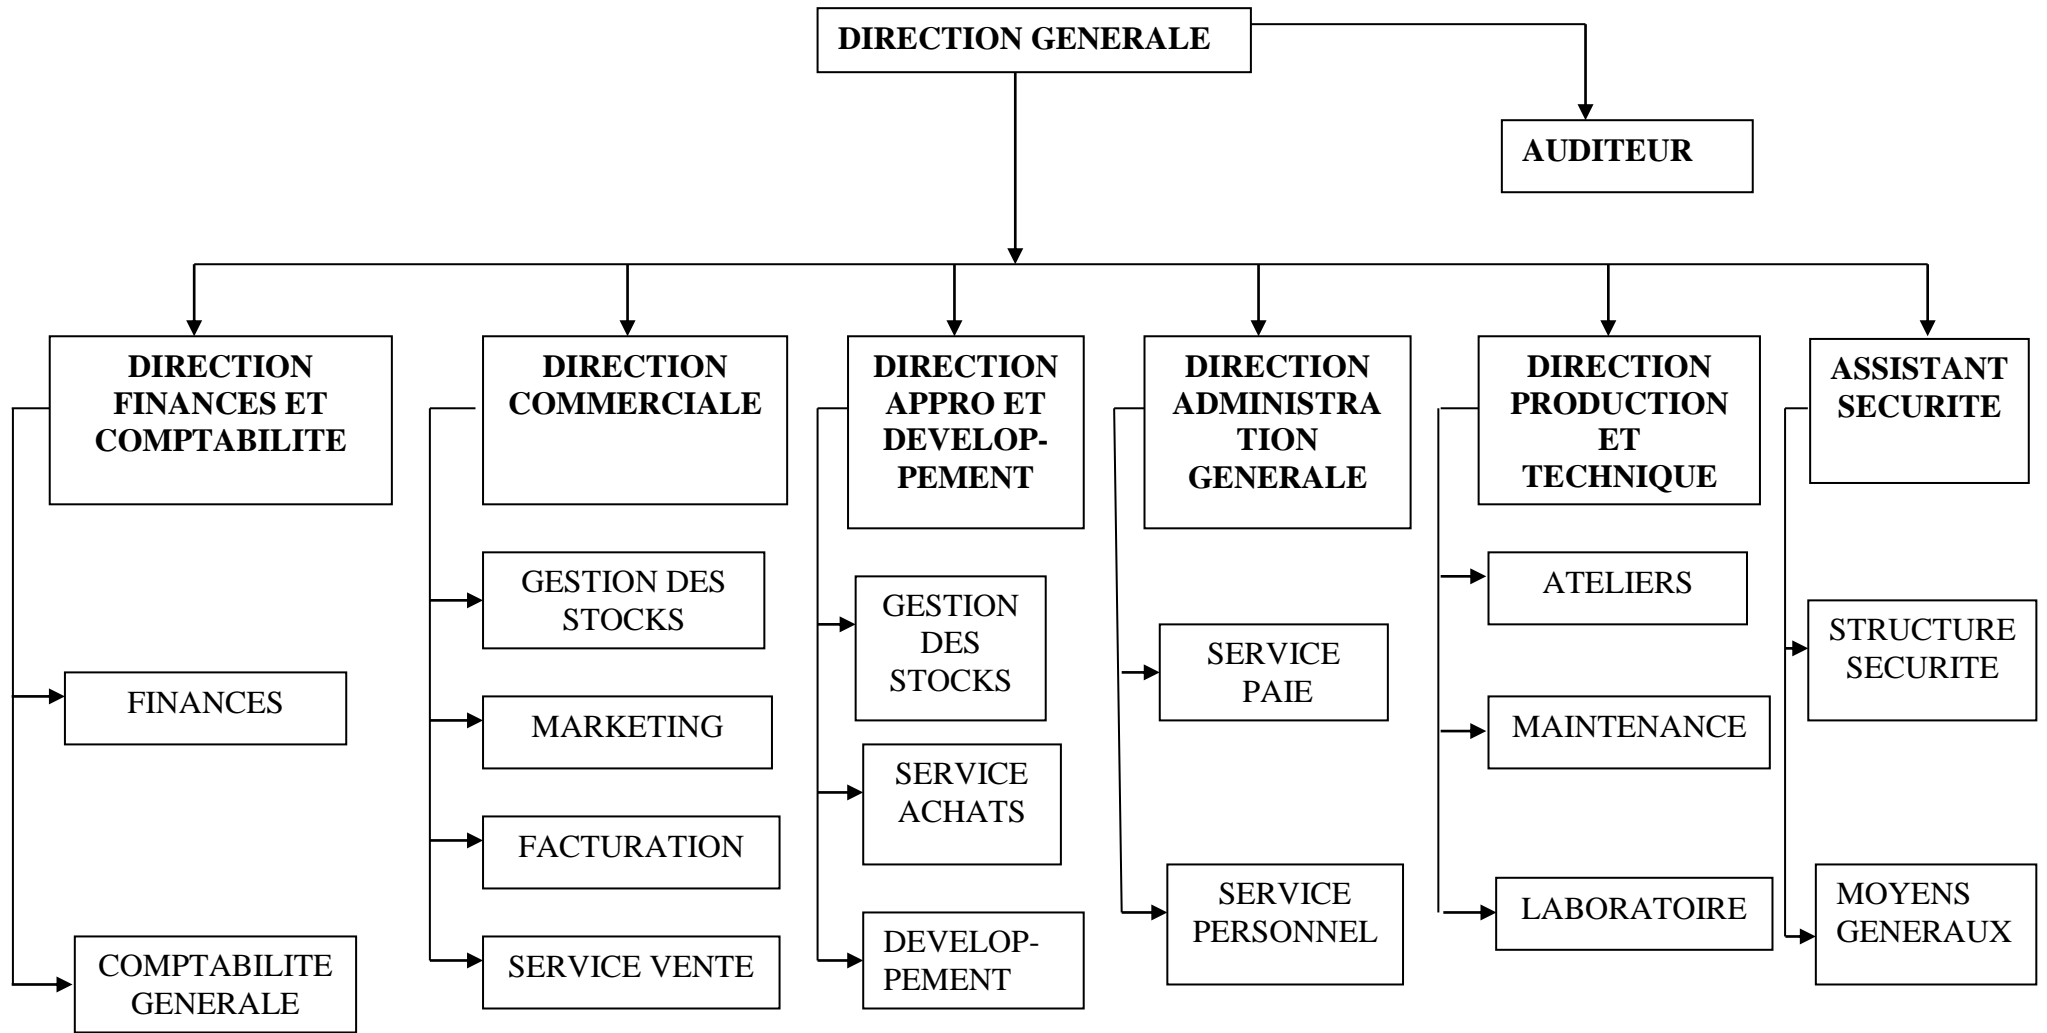 DIRECTION GENERALE
AUDITEUR
DIRECTION
FINANCES ET
COMPTABILITE
DIRECTION
COMMERCIALE
DIRECTION
APPRO ET
DEVELOP-
PEMENT
DIRECTION
ADMINISTRA
TION
GENERALE
DIRECTION
PRODUCTION
ET
TECHNIQUE
ASSISTANT
SECURITE
FINANCES
COMPTABILITE
GENERALE
GESTION DES
STOCKS
MARKETING
FACTURATION
SERVICE VENTE
GESTION
DES
STOCKS
SERVICE
ACHATS
DEVELOP-
PEMENT
SERVICE
PAIE
SERVICE
PERSONNEL
ATELIERS
MAINTENANCE
LABORATOIRE
STRUCTURE
SECURITE
MOYENS
GENERAUX